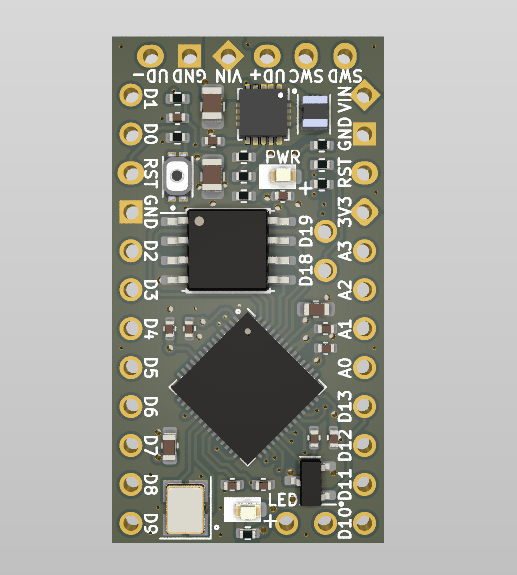 UD- GND VIN UD+ SWC SWD
D1
VIN
D0
GND
PWR
RST
RST
+
GND
3V3
D19
D2
A3
D18
D3
A2
D4
A1
D5
A0
D6
D13
D7
D12
D8
D11
LED
+
D9
D10